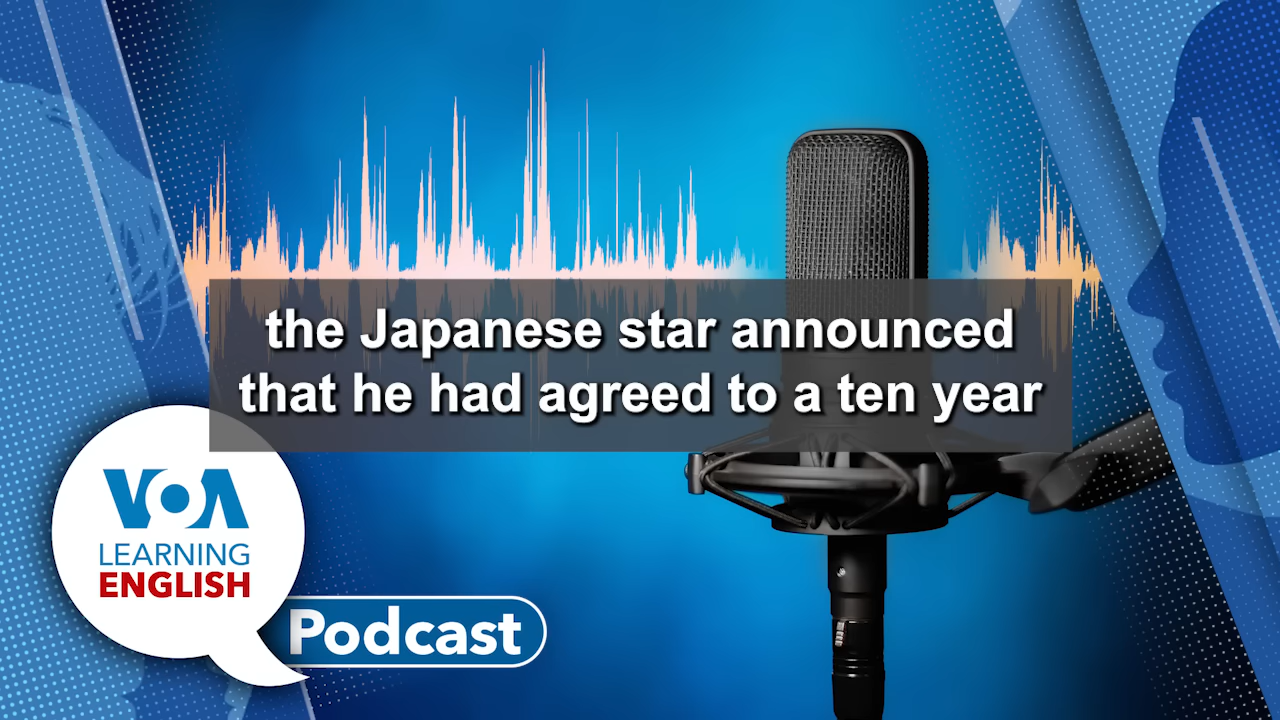 the Japanese star announced
that he had agreed to a ten year
VOA
LEARNING
ENGLISH
Podcast